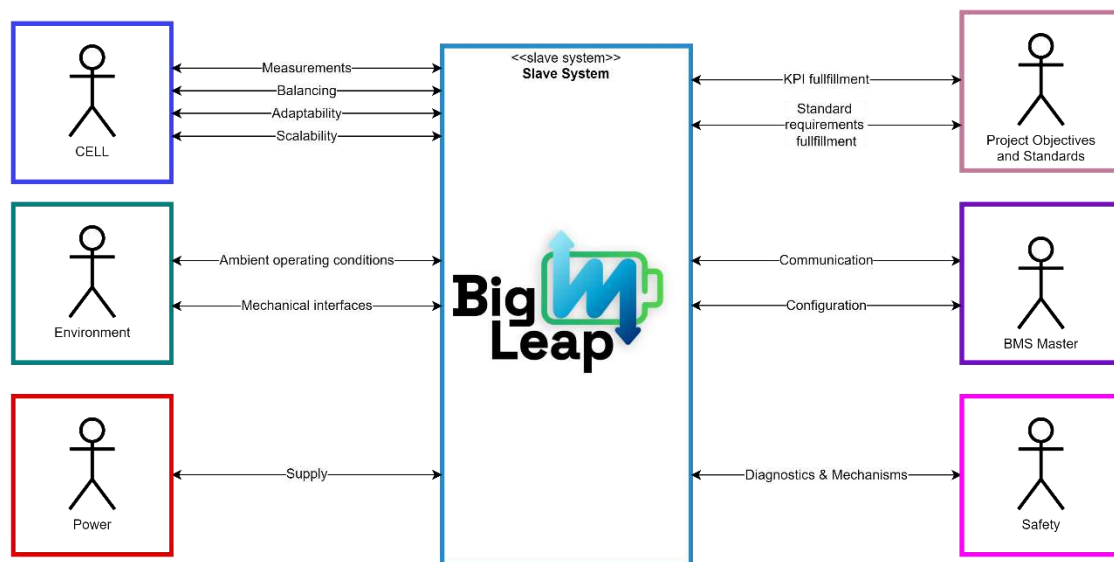 <<slave system>>
Slave System
Measurements
Balancing
Adaptability
Scalability
CELL
KPI fullfillment
Standard
requirements
fullfillment
Project Objectives
and Standards
Ambient operating conditions
Mechanical interfaces
Environment
Big
Leap
Communication
Configuration
BMS Master
Supply
Power
Diagnostics & Mechanisms
Safety